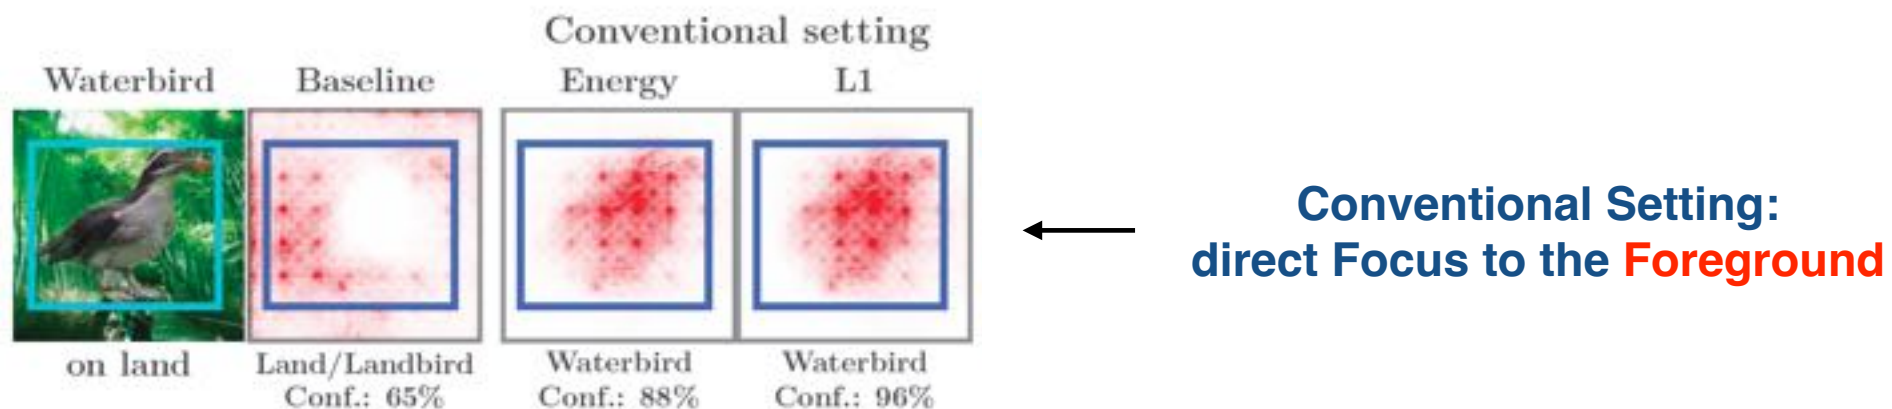 Conventional setting
Waterbird Baseline Energy L1
on land Land/Landbird Waterbird Waterbird
Conf.: 65% Conf.: 88% Conf.: 96%
Conventional Setting:
direct Focus to the Foreground